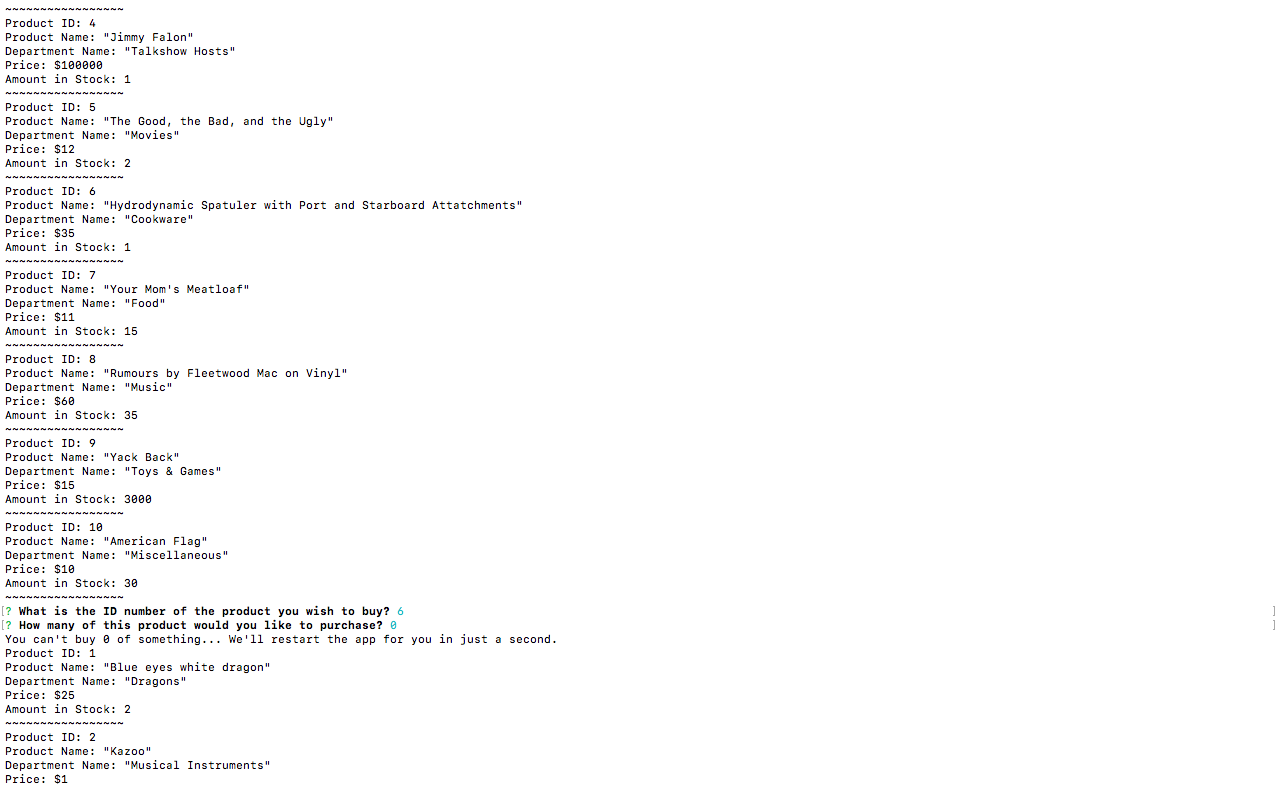 ~~~~~~~~~~~~~~~~~
Product ID: 4
Product Name: "Jimmy Falon"
Department Name: "Talkshow Hosts"
Price: $100000
Amount in Stock: 1
~~~~~~~~~~~~~~~~~
Product ID: 5
Product Name: "The Good, the Bad, and the Ugly"
Department Name: "Movies"
Price: $12
Amount in Stock: 2
~~~~~~~~~~~~~~~~~
Product ID: 6
Product Name: "Hydrodynamic Spatuler with Port and Starboard Attatchments"
Department Name: "Cookware"
Price: $35
Amount in Stock: 1
~~~~~~~~~~~~~~~~~
Product ID: 7
Product Name: "Your Mom's Meatloaf"
Department Name: "Food"
Price: $11
Amount in Stock: 15
~~~~~~~~~~~~~~~~~
Product ID: 8
Product Name: "Rumours by Fleetwood Mac on Vinyl"
Department Name: "Music"
Price: $60
Amount in Stock: 35
~~~~~~~~~~~~~~~~~
Product ID: 9
Product Name: "Yack Back"
Department Name: "Toys & Games"
Price: $15
Amount in Stock: 3000
~~~~~~~~~~~~~~~~~
Product ID: 10
Product Name: "American Flag"
Department Name: "Miscellaneous"
Price: $10
Amount in Stock: 30
~~~~~~~~~~~~~~~~~
[? What is the ID number of the product you wish to buy? 6 ]
[? How many of this product would you like to purchase? 0 ]
You can't buy 0 of something... We'll restart the app for you in just a second.
Product ID: 1
Product Name: "Blue eyes white dragon"
Department Name: "Dragons"
Price: $25
Amount in Stock: 2
~~~~~~~~~~~~~~~~~
Product ID: 2
Product Name: "Kazoo"
Department Name: "Musical Instruments"
Price: $1